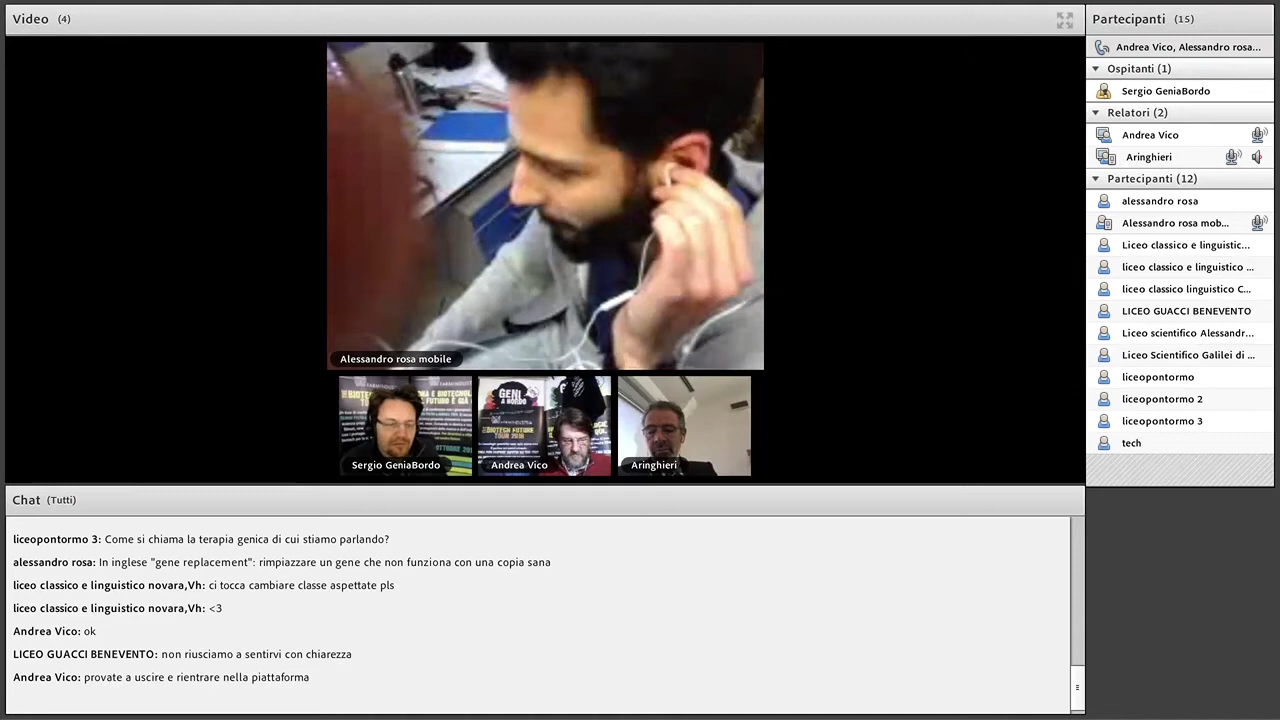 Video (4)
Alessandro rosa mobile
GENI
A BORDO
BIOTECH FUTURE
Sergio GeniaBordo
Andrea Vico
Aringhieri
Chat (Tutti)
liceopontormo 3: Come si chiama la terapia genica di cui stiamo parlando?
alessandro rosa: In inglese "gene replacement": rimpiazzare un gene che non funziona con una copia sana
liceo classico e linguistico novara,Vh: ci tocca cambiare classe aspettate pls
liceo classico e linguistico novara,Vh: <3
Andrea Vico: ok
LICEO GUACCI BENEVENTO: non riusciamo a sentirvi con chiarezza
Andrea Vico: provate a uscire e rientrare nella piattaforma
Partecipanti (15)
Andrea Vico, Alessandro rosa...
Ospitanti (1)
Sergio GeniaBordo
Relatori (2)
Andrea Vico
Aringhieri
Partecipanti (12)
alessandro rosa
Alessandro rosa mob...
Liceo classico e linguistic...
liceo classico e linguistico ...
liceo classico linguistico C...
LICEO GUACCI BENEVENTO
Liceo scientifico Alessandr...
Liceo Scientifico Galilei di ...
liceopontormo
liceopontormo 2
liceopontormo 3
tech